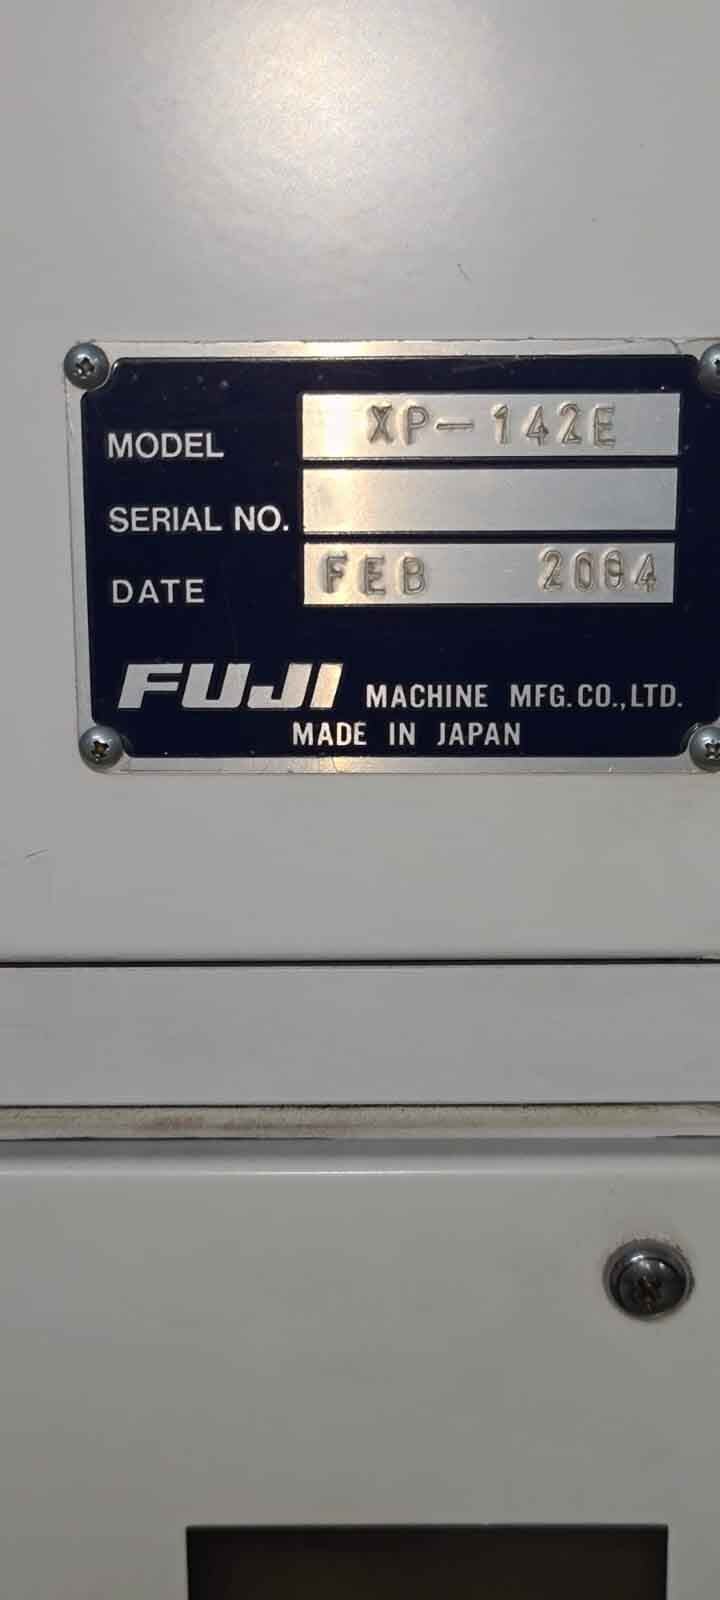 MODEL XP-142E
SERIAL NO.
DATE FEB 2004
FUJI MACHINE MFG. CO., LTD.
MADE IN JAPAN